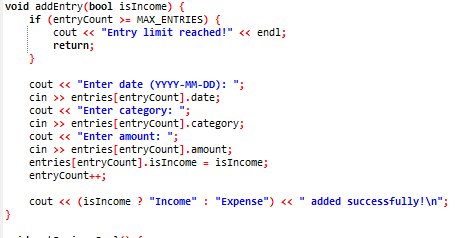 void addEntry(bool isIncome) {
    if (entryCount >= MAX_ENTRIES) {
        cout << "Entry limit reached!" << endl;
        return;
    }

    cout << "Enter date (YYYY-MM-DD): ";
    cin >> entries[entryCount].date;
    cout << "Enter category: ";
    cin >> entries[entryCount].category;
    cout << "Enter amount: ";
    cin >> entries[entryCount].amount;
    entries[entryCount].isIncome = isIncome;
    entryCount++;

    cout << (isIncome ? "Income" : "Expense") << " added successfully!\n";
}